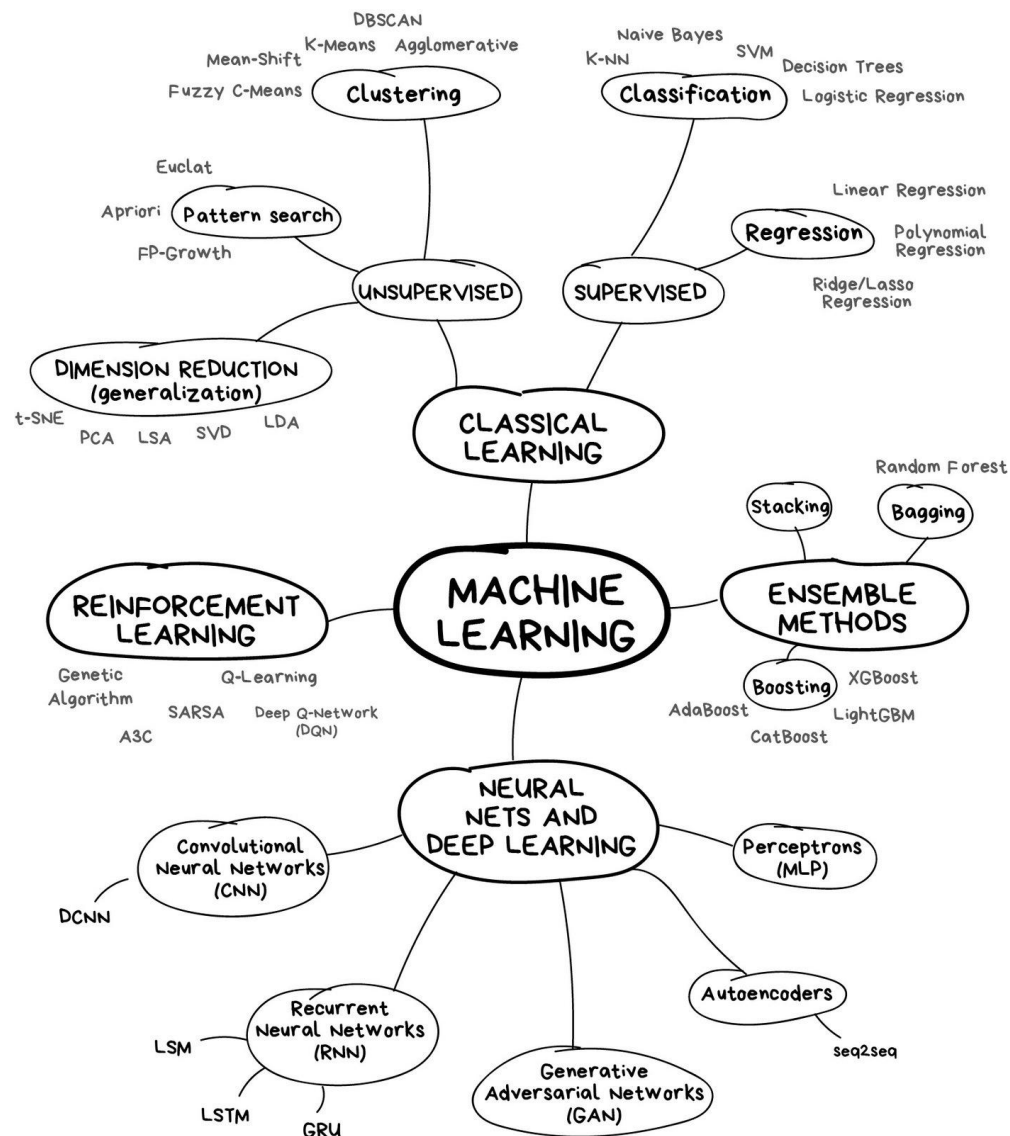 DBSCAN
K-Means
Agglomerative
Mean-Shift
Fuzzy C-Means
Clustering
Naive Bayes
K-NN
SVM
Decision Trees
Classification
Logistic Regression
Euclat
Apriori
Pattern search
FP-Growth
Linear Regression
Regression
Polynomial
Regression
Ridge/Lasso
Regression
UNSUPERVISED
SUPERVISED
DIMENSION REDUCTION
(generalization)
t-SNE
PCA
LSA
SVD
LDA
CLASSICAL
LEARNING
Random Forest
Stacking
Bagging
MACHINE
LEARNING
REINFORCEMENT
LEARNING
ENSEMBLE
METHODS
Genetic
Algorithm
Q-Learning
SARSA
Deep Q-Network
(DQN)
A3C
Boosting
XGBoost
AdaBoost
LightGBM
CatBoost
NEURAL
NETS AND
DEEP LEARNING
Convolutional
Neural Networks
(CNN)
DCNN
Perceptrons
(MLP)
Recurrent
Neural Networks
(RNN)
LSM
LSTM
GRU
Autoencoders
seq2seq
Generative
Adversarial Networks
(GAN)